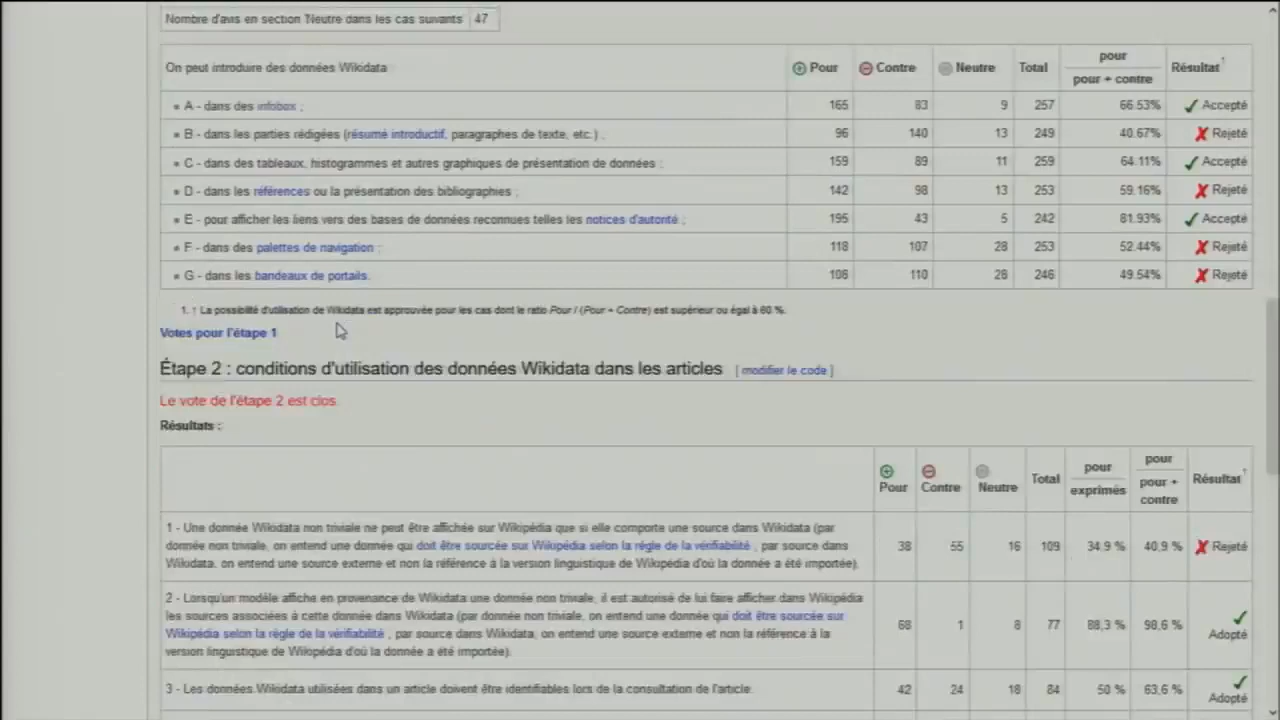 Nombre d'avis en section Neutre dans les cas suivants 47
On peut introduire des données Wikidata Pour Contre Neutre Total pour / pour + contre Résultat↑
A - dans des infobox ; 165 83 9 257 66.53% Accepté
B - dans les parties rédigées (résumé introductif, paragraphes de texte, etc.) ; 96 140 13 249 40.67% Rejeté
C - dans des tableaux, histogrammes et autres graphiques de présentation de données ; 159 89 11 259 64.11% Accepté
D - dans les références ou la présentation des bibliographies ; 142 98 13 253 59.16% Rejeté
E - pour afficher les liens vers des bases de données reconnues telles les notices d'autorité ; 195 43 5 242 81.93% Accepté
F - dans des palettes de navigation ; 118 107 28 253 52.44% Rejeté
G - dans les bandeaux de portails. 108 110 28 246 49.54% Rejeté
1. ↑ La possibilité d'utilisation de Wikidata est approuvée pour les cas dont le ratio Pour / (Pour + Contre) est supérieur ou égal à 60 %.
Votes pour l'étape 1
Étape 2 : conditions d'utilisation des données Wikidata dans les articles [ modifier le code ]
Le vote de l'étape 2 est clos.
Résultats :
Pour Contre Neutre Total pour / exprimés pour / pour + contre Résultat↑
1 - Une donnée Wikidata non triviale ne peut être affichée sur Wikipédia que si elle comporte une source dans Wikidata (par
donnée non triviale, on entend une donnée qui doit être sourcée sur Wikipédia selon la règle de la vérifiabilité , par source dans
Wikidata, on entend une source externe et non la référence à la version linguistique de Wikipédia d'où la donnée a été importée).
38 55 16 109 34.9 % 40.9 % Rejeté
2 - Lorsqu'un modèle affiche en provenance de Wikidata une donnée non triviale, il est autorisé de lui faire afficher dans Wikipédia
les sources associées à cette donnée dans Wikidata (par donnée non triviale, on entend une donnée qui doit être sourcée sur
Wikipédia selon la règle de la vérifiabilité , par source dans Wikidata, on entend une source externe et non la référence à la
version linguistique de Wikipédia d'où la donnée a été importée).
68 1 8 77 88,3 % 98,6 % Adopté
3 - Les données Wikidata utilisées dans un article doivent être identifiables lors de la consultation de l'article.
42 24 18 84 50 % 63,6 % Adopté